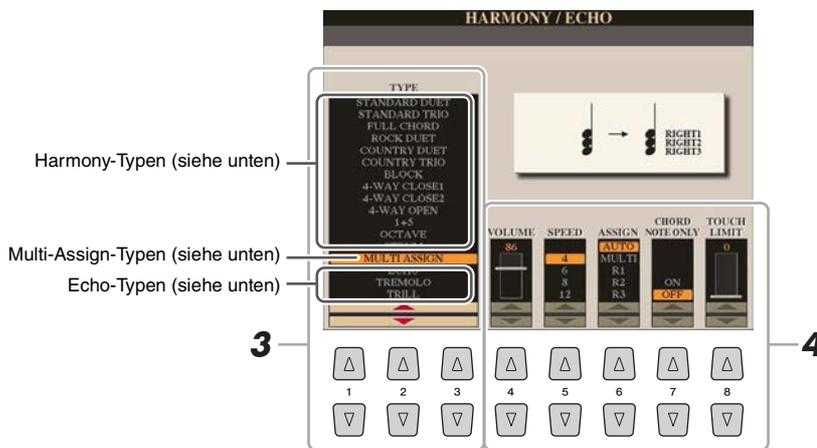 HARMONY / ECHO
TYPE
STANDARD DUET
STANDARD TRIO
FULL CHORD
ROCK DUET
COUNTRY DUET
COUNTRY TRIO
BLOCK
4-WAY CLOSE1
4-WAY CLOSE2
4-WAY OPEN
1+5
OCTAVE
MULTI ASSIGN
ECHO
TREMOLO
TRILL
Harmony-Typen (siehe unten)
Multi-Assign-Typen (siehe unten)
Echo-Typen (siehe unten)
RIGHT1
RIGHT2
RIGHT3
VOLUME
86
SPEED
4
6
8
12
ASSIGN
AUTO
MULTI
R1
R2
R3
CHORD
NOTE ONLY
ON
OFF
TOUCH
LIMIT
0
3
4
1 2 3 4 5 6 7 8